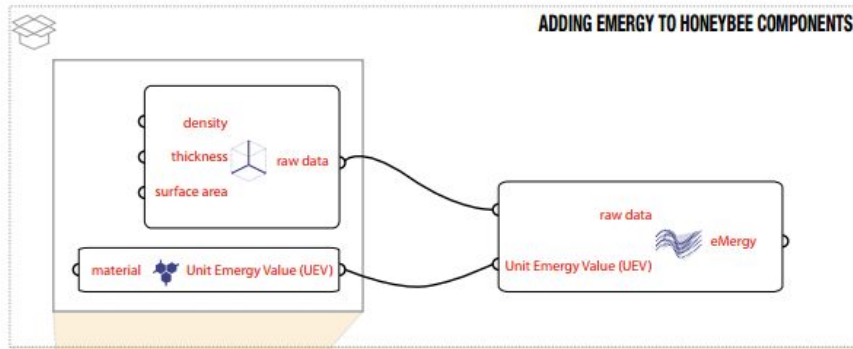 ADDING EMERGY TO HONEYBEE COMPONENTS
density
thickness
raw data
surface area
material
Unit Emergy Value (UEV)
raw data
eMergy
Unit Emergy Value (UEV)